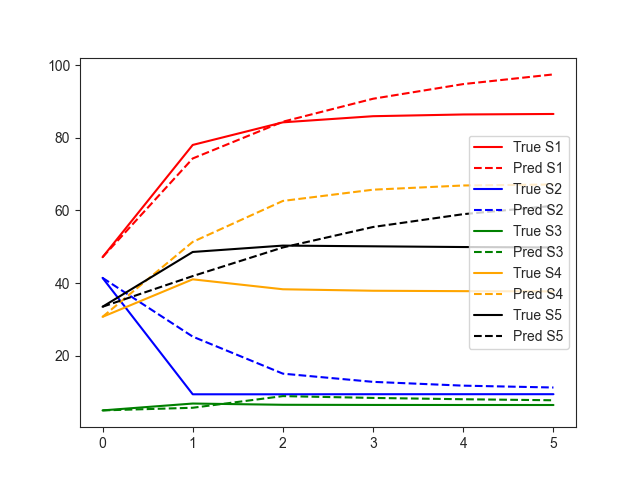 100
80
60
40
20
0 1 2 3 4 5
True S1
Pred S1
True S2
Pred S2
True S3
Pred S3
True S4
Pred S4
True S5
Pred S5